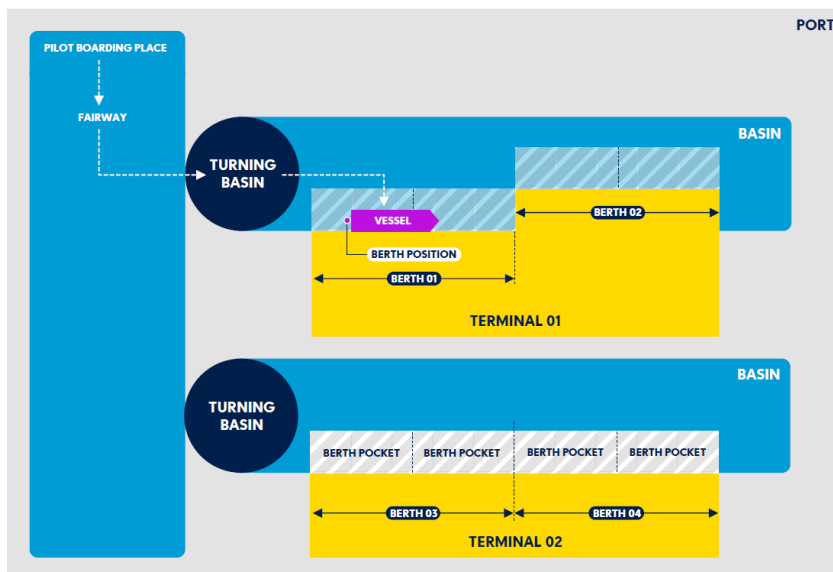 PORT
PILOT BOARDING PLACE
FAIRWAY
BASIN
TURNING
BASIN
BERTH 02
VESSEL
BERTH POSITION
BERTH 01
TERMINAL 01
BASIN
TURNING
BASIN
BERTH POCKET
BERTH POCKET
BERTH POCKET
BERTH POCKET
BERTH 03
BERTH 04
TERMINAL 02